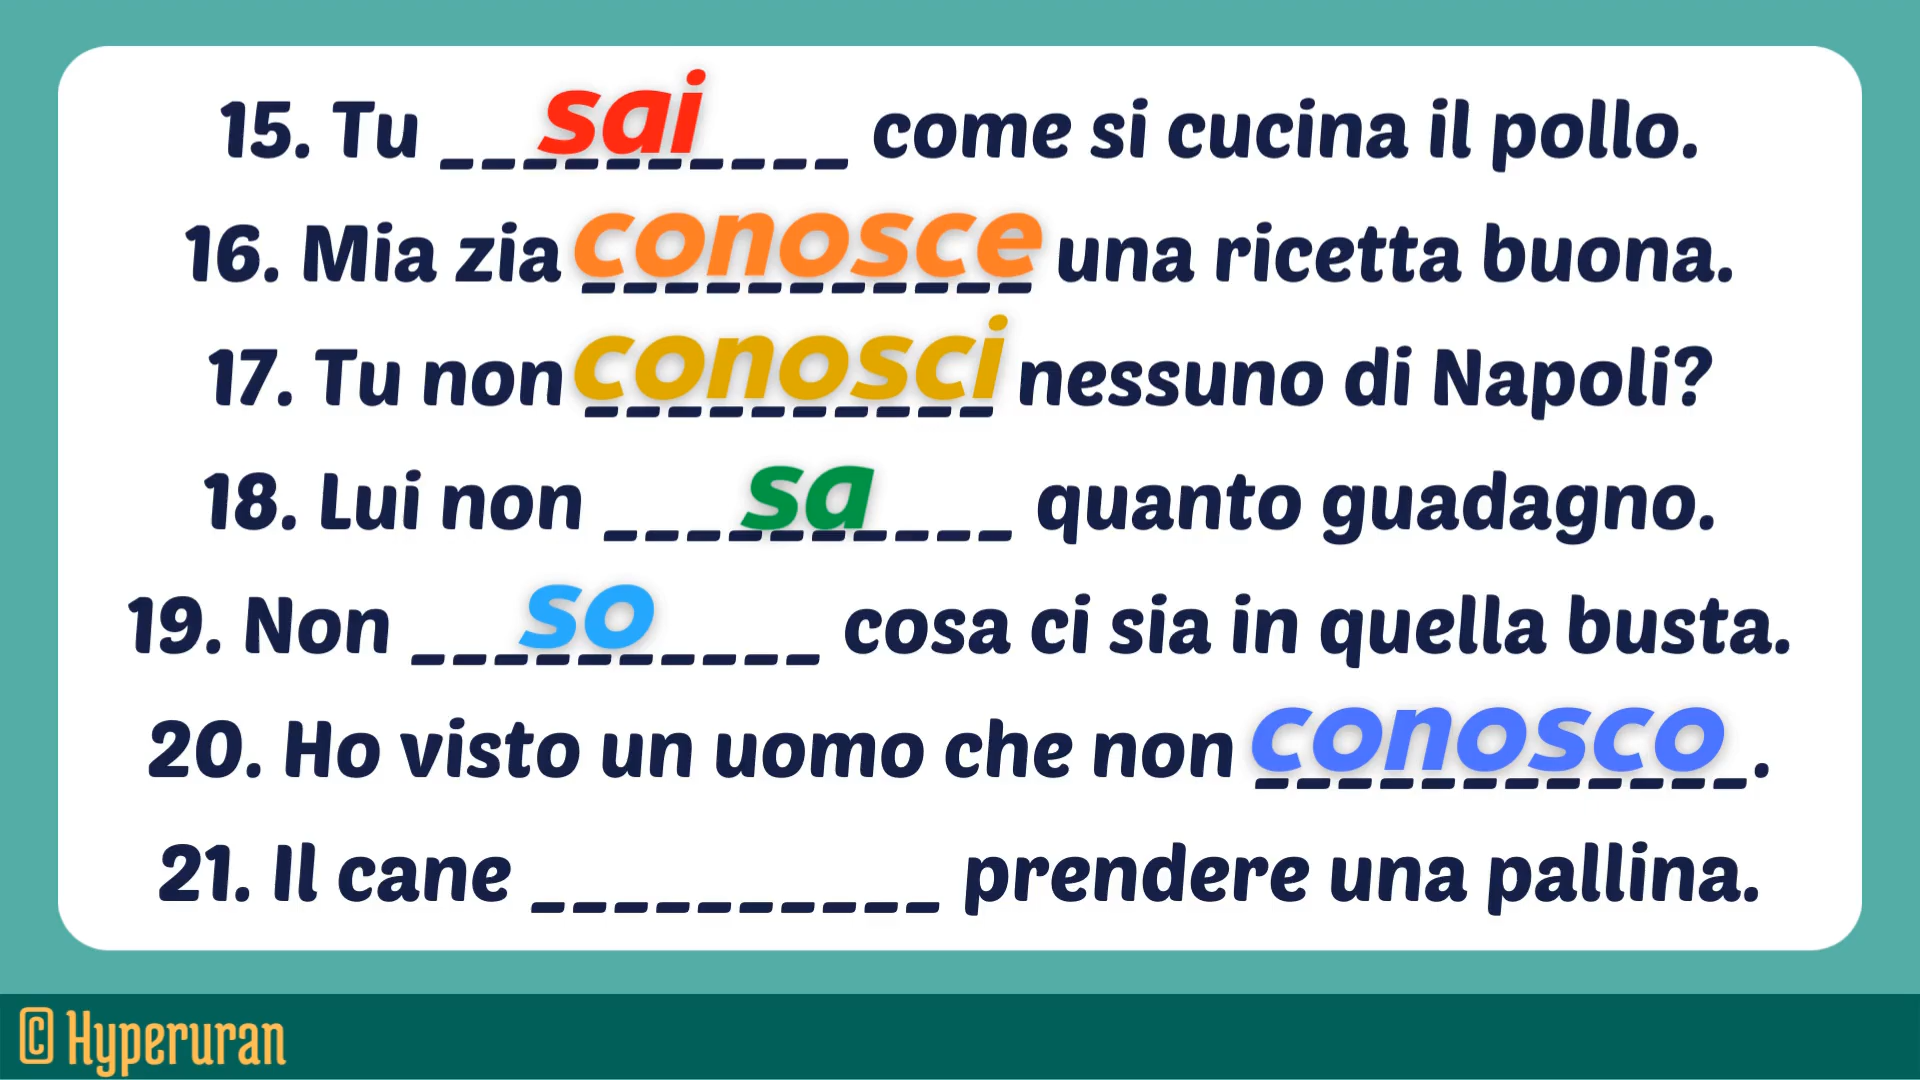 15. Tu sai come si cucina il pollo.
16. Mia zia conosce una ricetta buona.
17. Tu non conosci nessuno di Napoli?
18. Lui non sa quanto guadagno.
19. Non so cosa ci sia in quella busta.
20. Ho visto un uomo che non conosco.
21. Il cane __________ prendere una pallina.
© Hyperuran